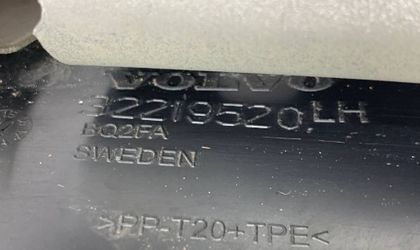 VOLVO
32219520 LH
BQ2FA
SWEDEN
>PP-T20+TPE<